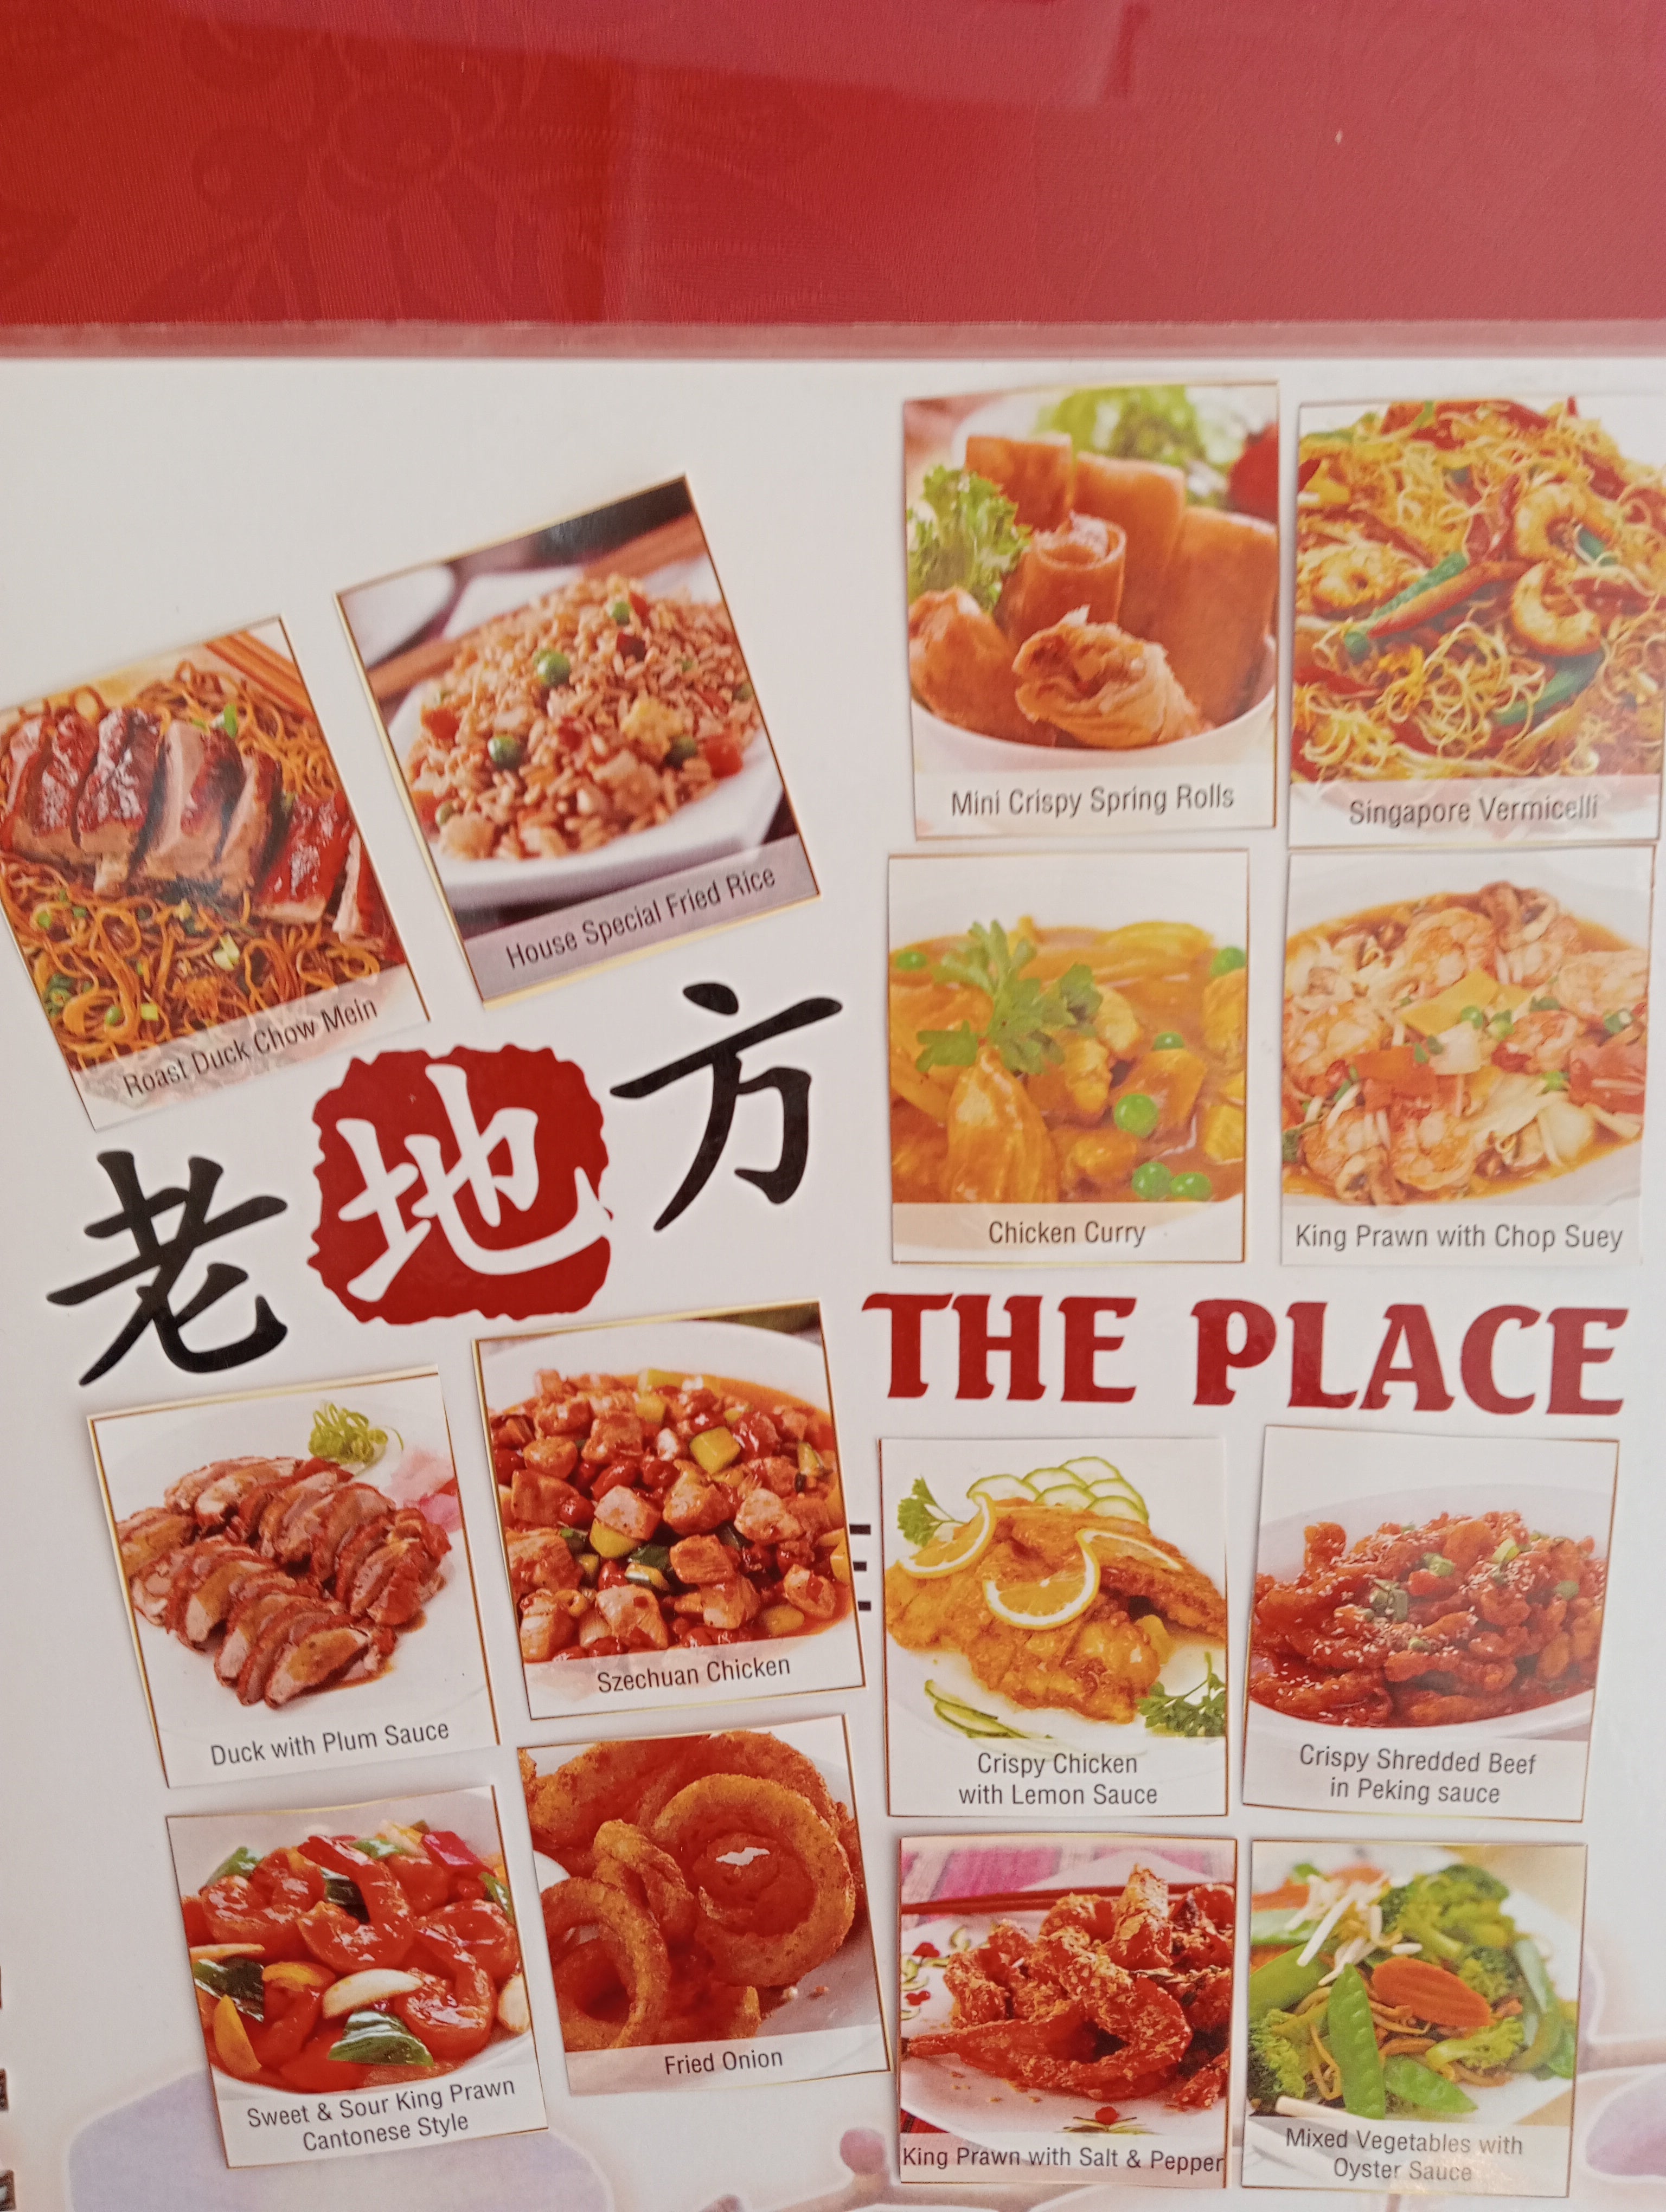 Mini Crispy Spring Rolls
Singapore Vermicelli
House Special Fried Rice
Roast Duck Chow Mein
Chicken Curry
King Prawn with Chop Suey
老地方
THE PLACE
Szechuan Chicken
Duck with Plum Sauce
Crispy Chicken
with Lemon Sauce
Crispy Shredded Beef
in Peking sauce
Fried Onion
Sweet & Sour King Prawn
Cantonese Style
King Prawn with Salt & Pepper
Mixed Vegetables with
Oyster Sauce